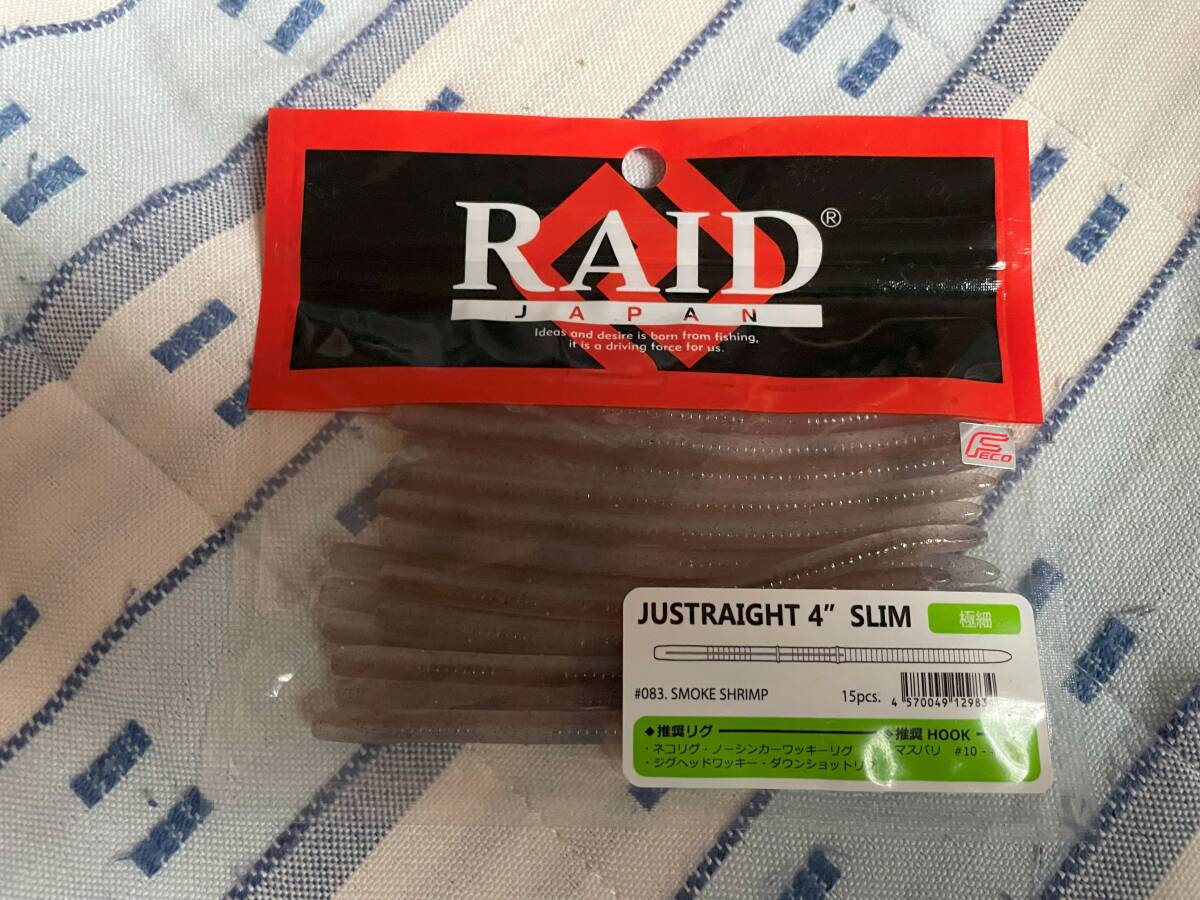 RAID®
JAPAN
Ideas and desire is born from fishing,
it is a driving force for us.
FECO
JUSTRAIGHT 4” SLIM 極細
#083. SMOKE SHRIMP 15pcs.
4 570049 12983
◆推奨リグ
・ネコリグ・ノーシンカーワッキーリグ
・ジグヘッドワッキー・ダウンショットリグ
◆推奨 HOOK
マスバリ #10 -